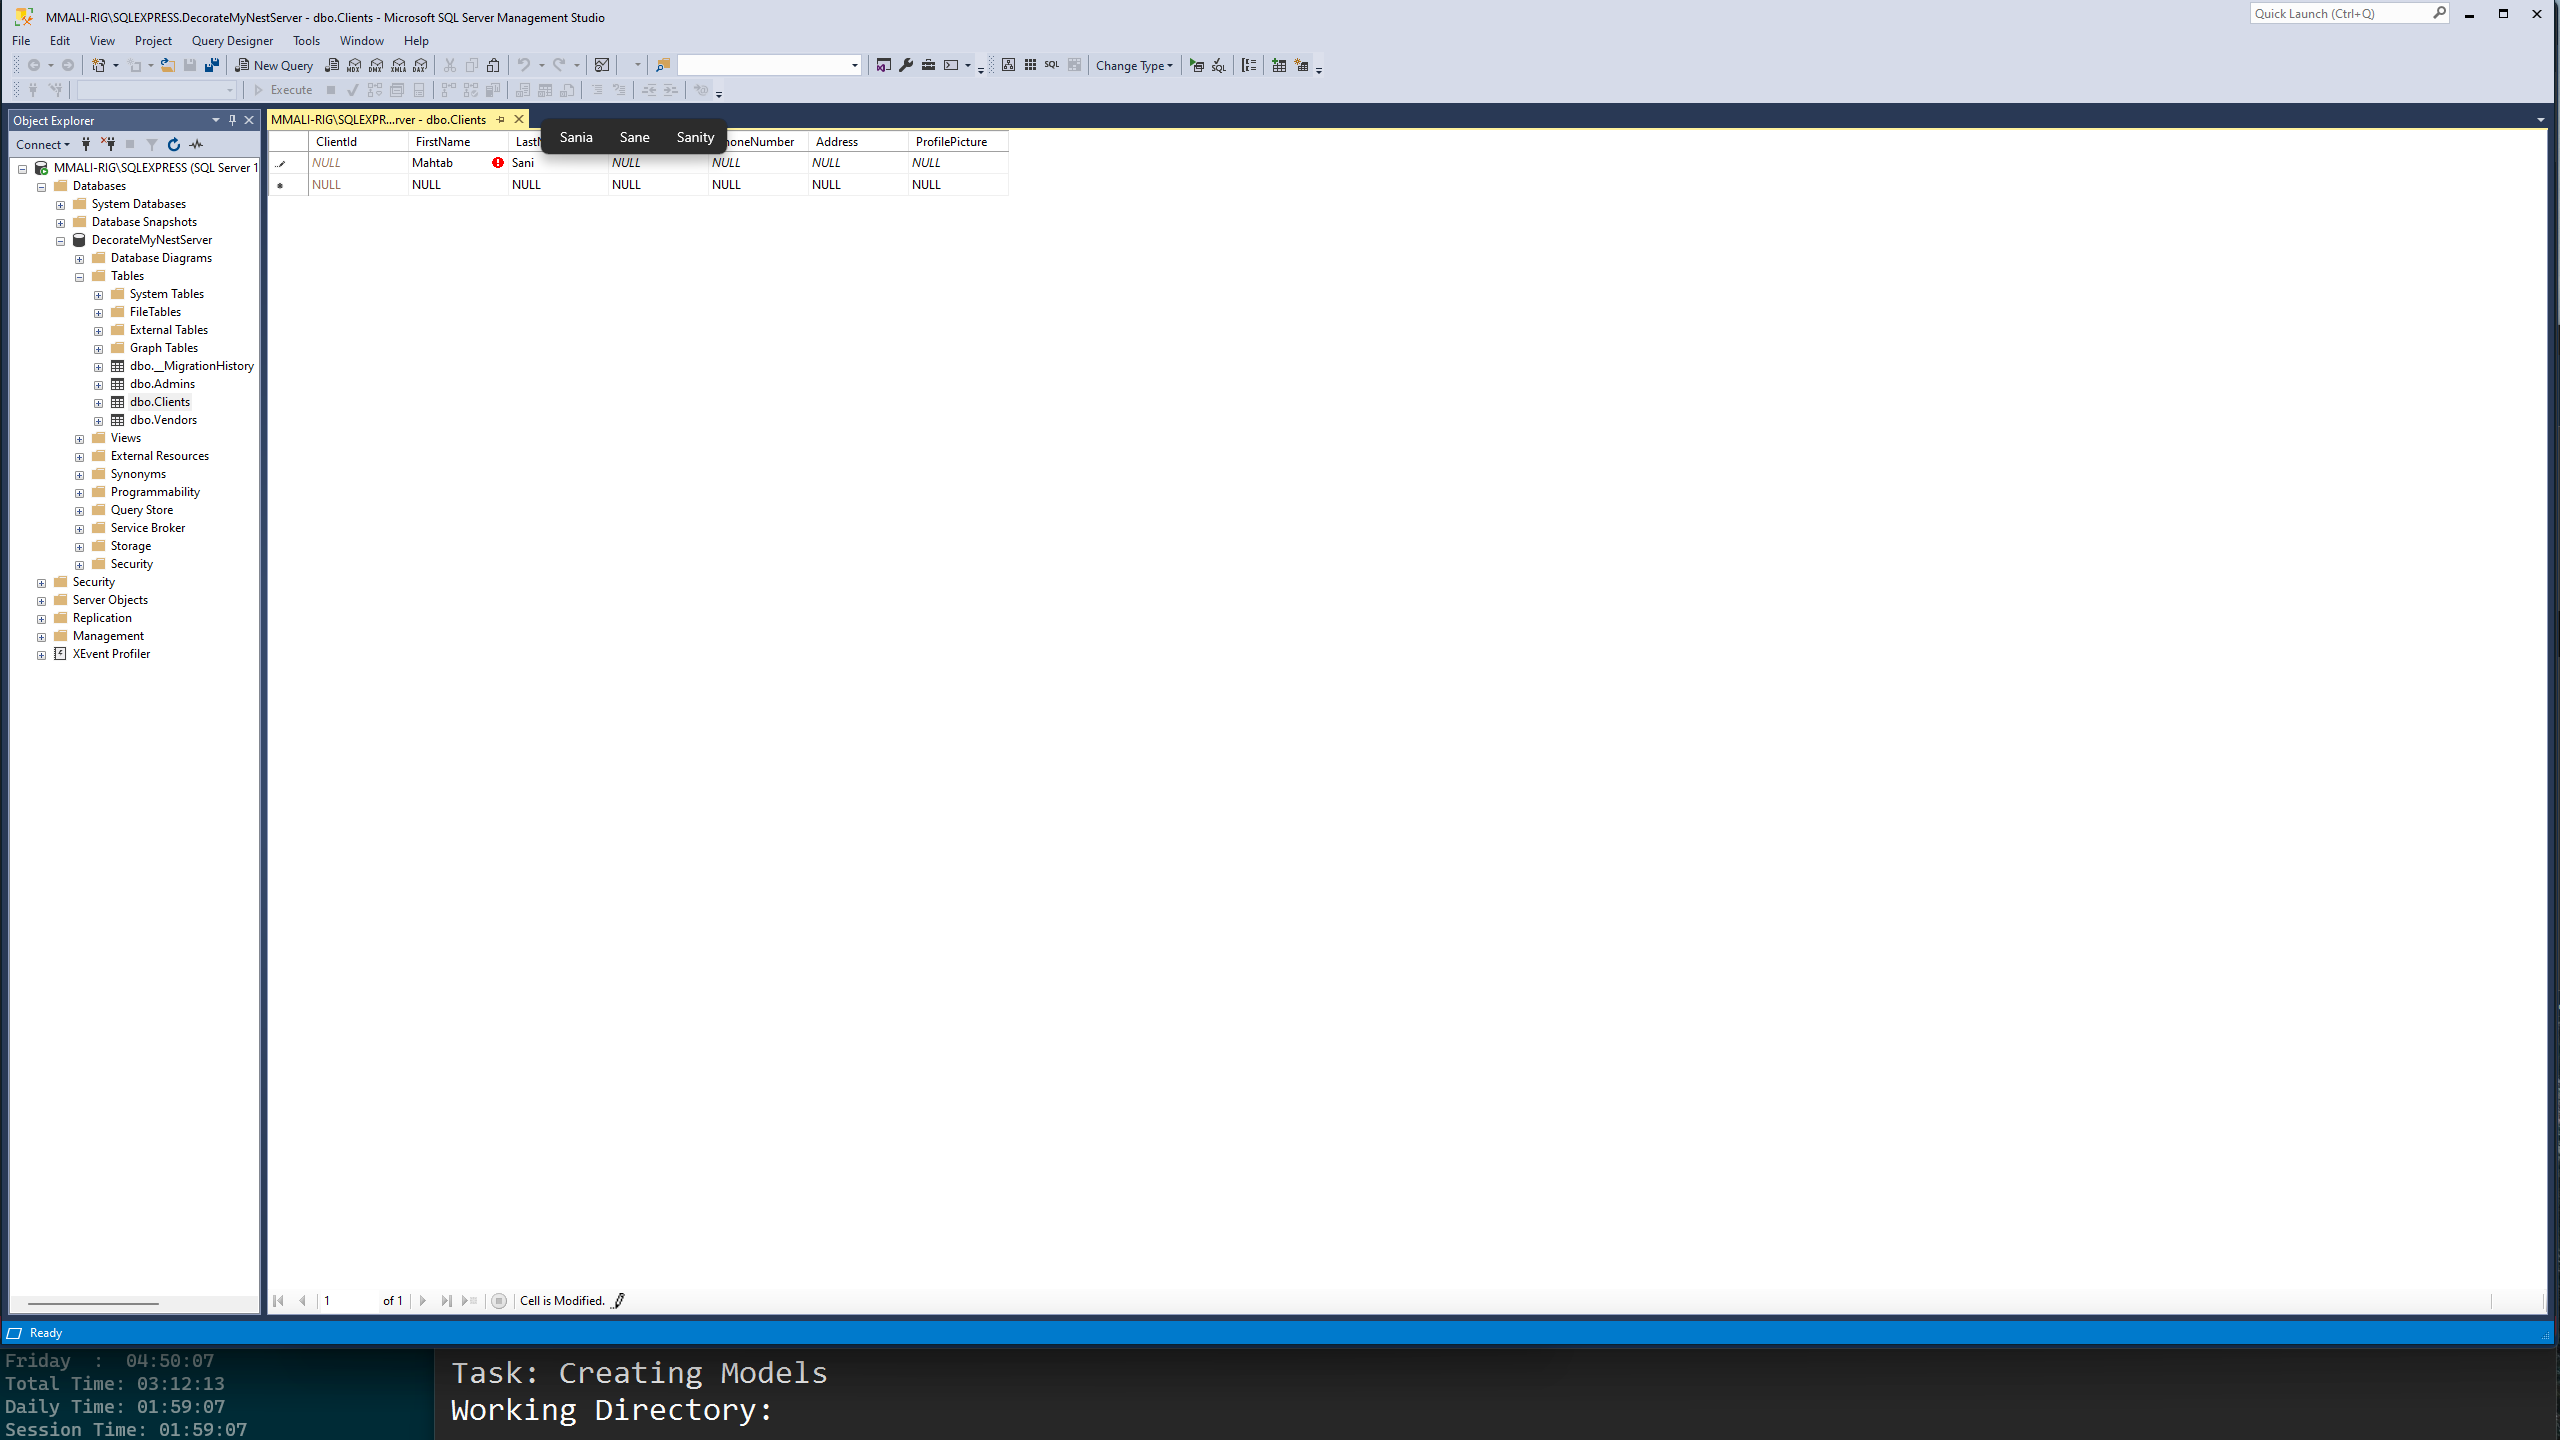 MMALI-RIG\SQLEXPRESS.DecorateMyNestServer - dbo.Clients - Microsoft SQL Server Management Studio
Quick Launch (Ctrl+Q)
File Edit View Project Query Designer Tools Window Help
New Query MDX DMX XMLA DAX SQL Change Type SQL
Execute
Object Explorer
MMALI-RIG\SQLEXPR...rver - dbo.Clients
Sania Sane Sanity
Connect
ClientId FirstName LastN honeNumber Address ProfilePicture
NULL Mahtab Sani NULL NULL NULL NULL
NULL NULL NULL NULL NULL NULL NULL
MMALI-RIG\SQLEXPRESS (SQL Server 1
Databases
System Databases
Database Snapshots
DecorateMyNestServer
Database Diagrams
Tables
System Tables
FileTables
External Tables
Graph Tables
dbo.__MigrationHistory
dbo.Admins
dbo.Clients
dbo.Vendors
Views
External Resources
Synonyms
Programmability
Query Store
Service Broker
Storage
Security
Security
Server Objects
Replication
Management
XEvent Profiler
1 of 1 Cell is Modified.
Ready
Friday : 04:50:07
Total Time: 03:12:13
Daily Time: 01:59:07
Session Time: 01:59:07
Task: Creating Models
Working Directory: